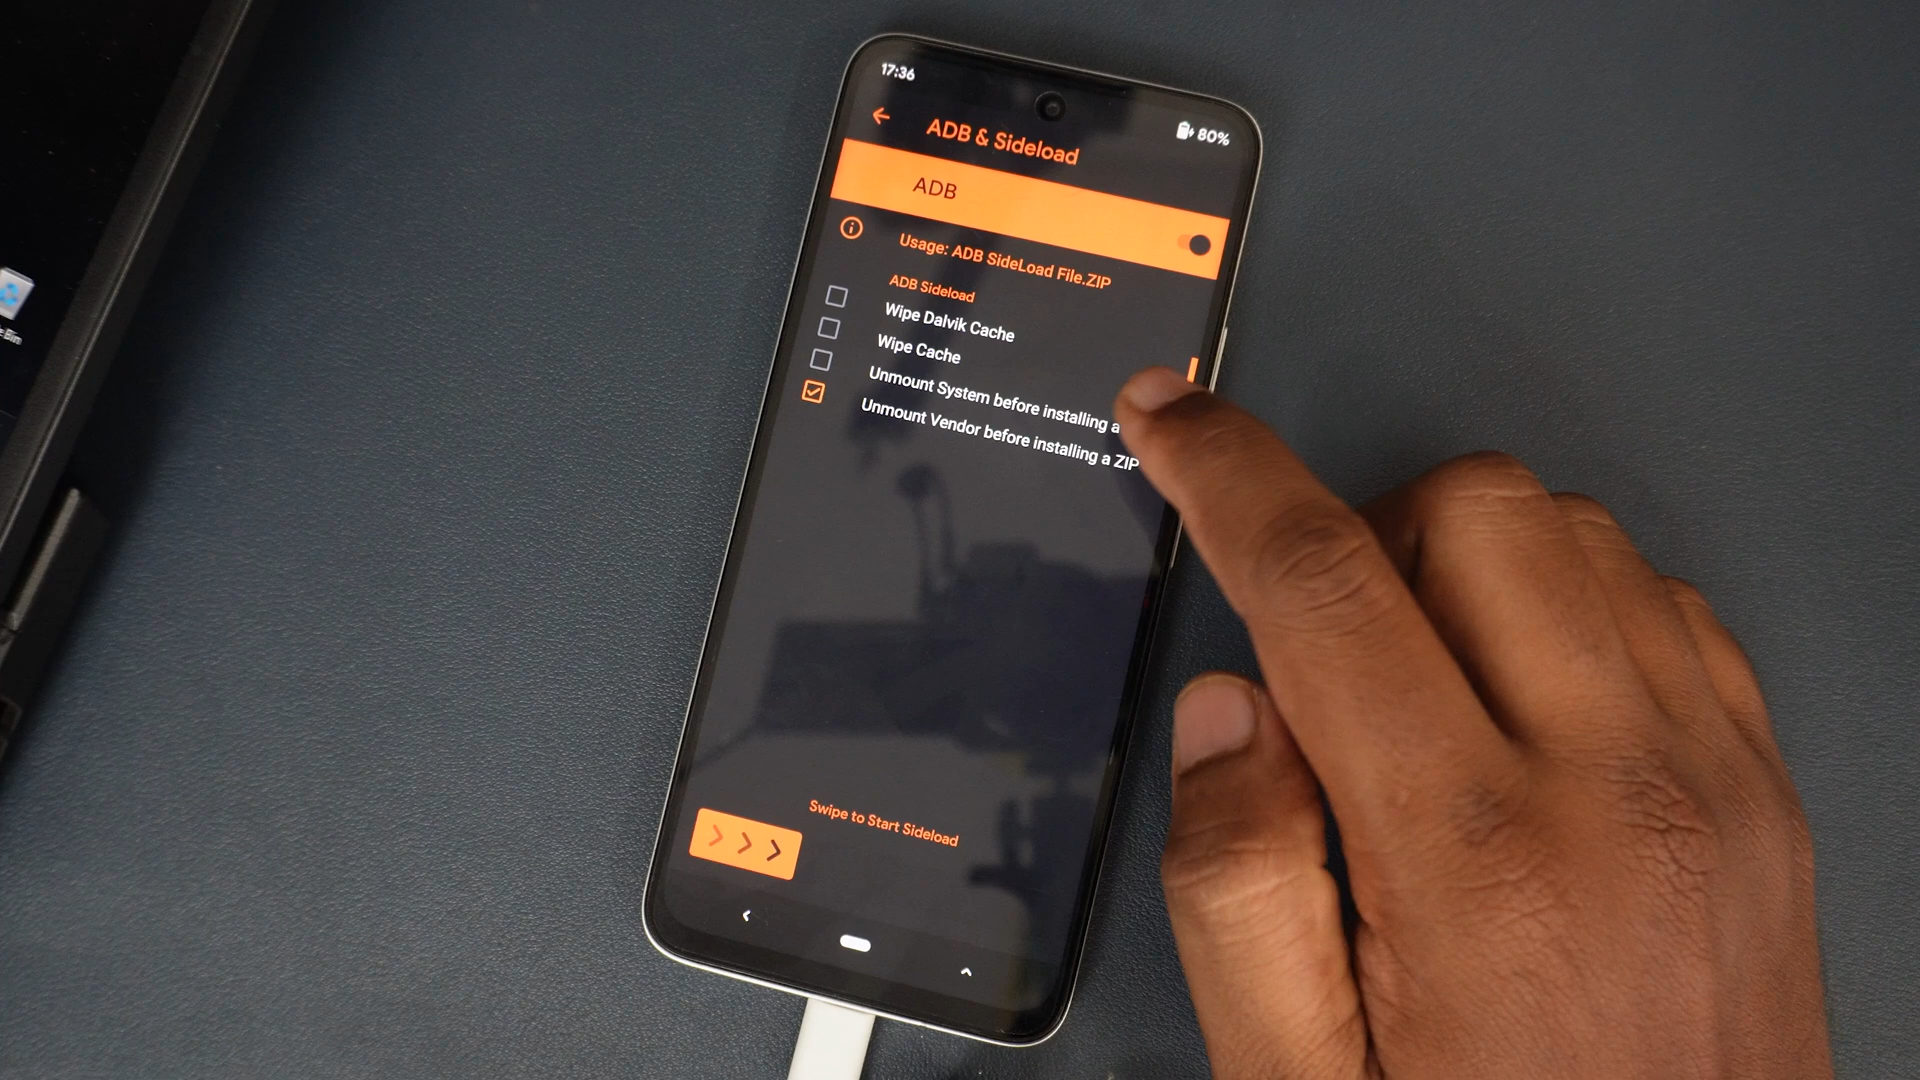 17:36
80%
ADB & Sideload
ADB
Usage: ADB SideLoad File.ZIP
ADB Sideload
Wipe Dalvik Cache
Wipe Cache
Unmount System before installing a
Unmount Vendor before installing a ZIP
Swipe to Start Sideload
Bin